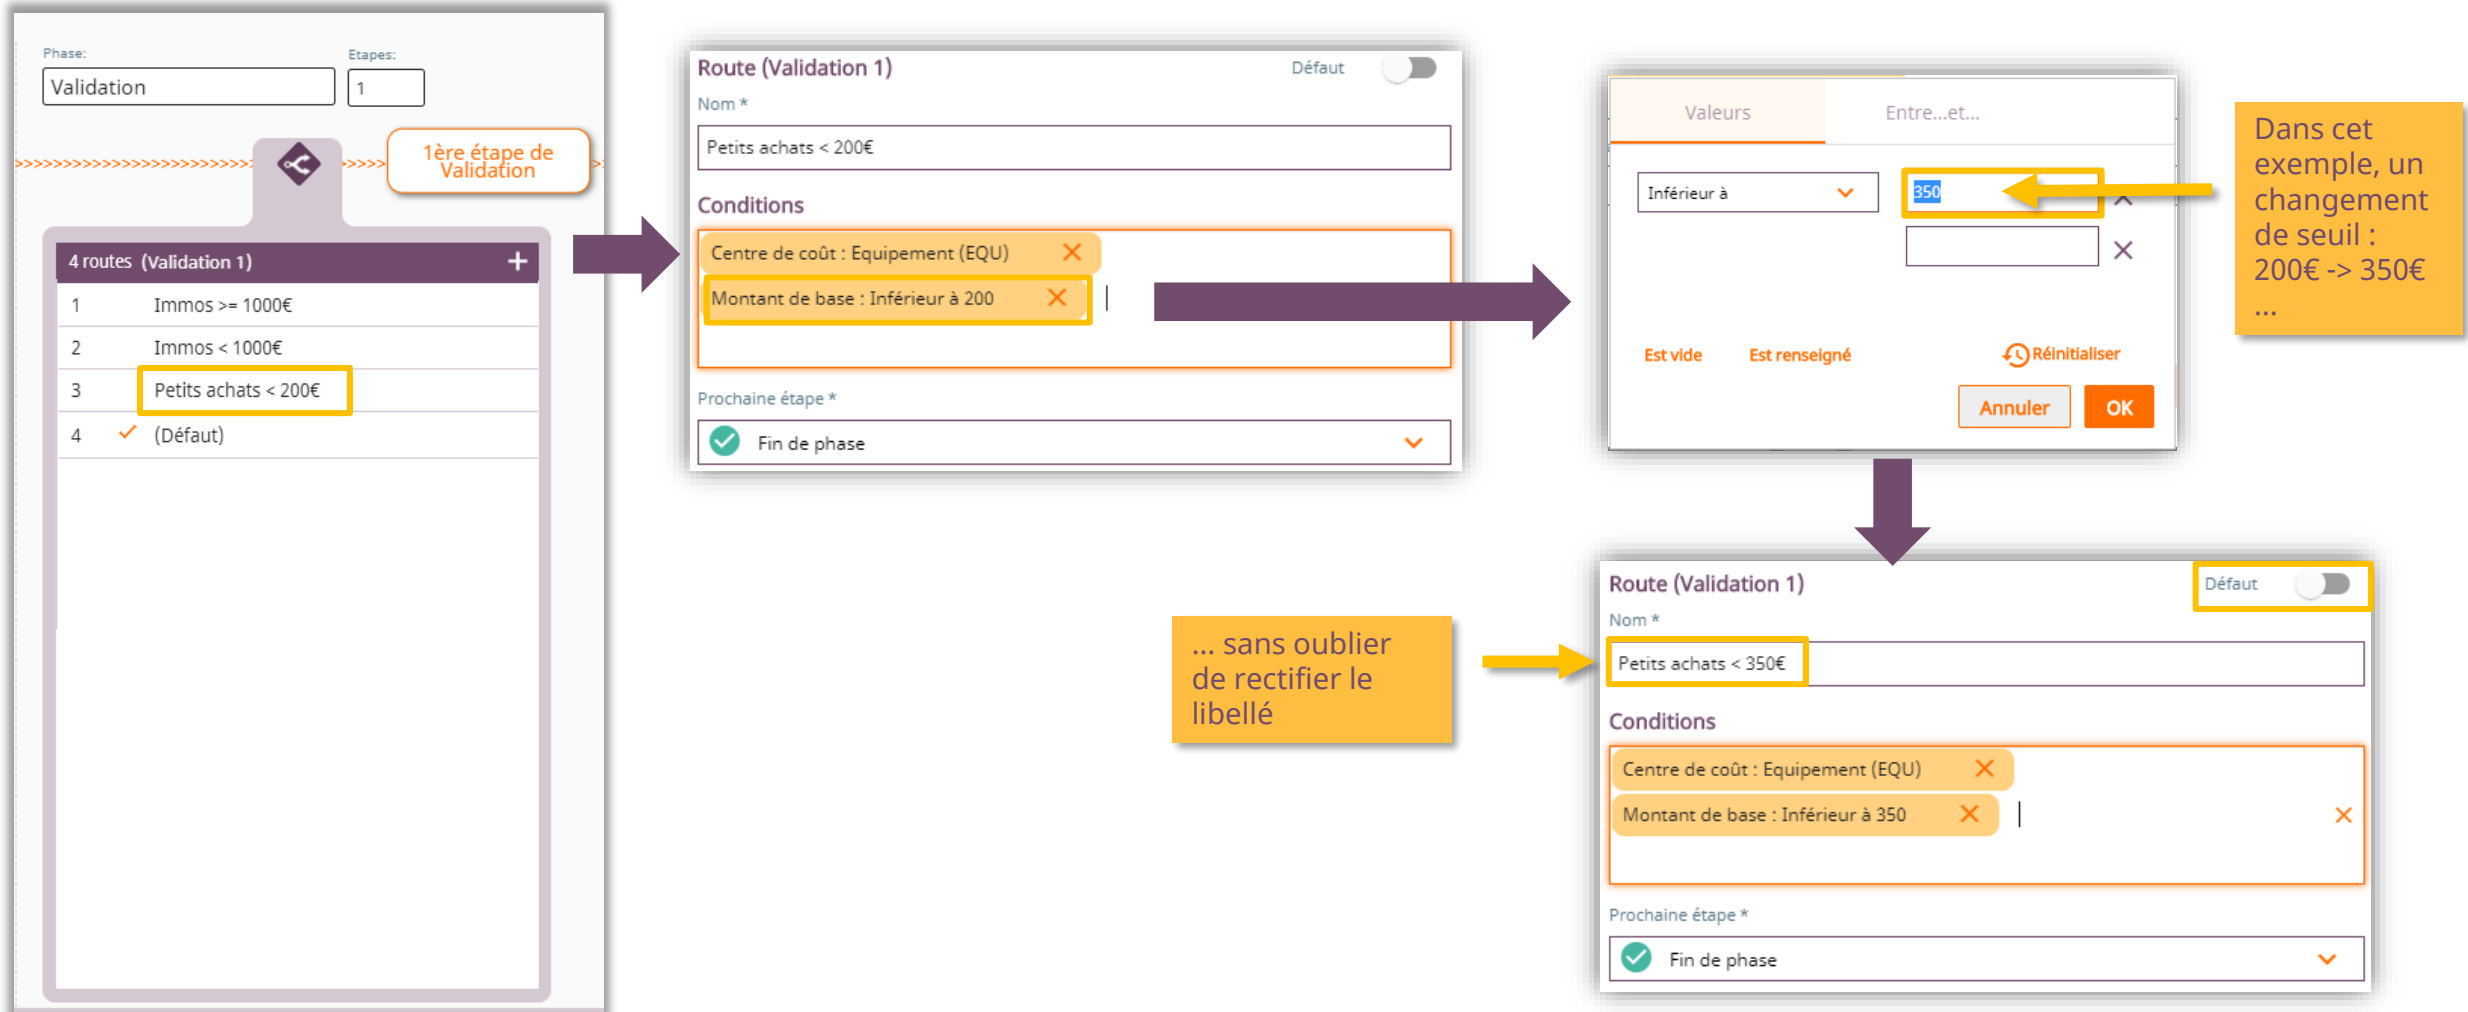 Phase:
Etapes:
Validation
1
1ère étape de
Validation
4 routes (Validation 1)
1 Immos >= 1000€
2 Immos < 1000€
3 Petits achats < 200€
4 (Défaut)
Route (Validation 1)
Défaut
Nom *
Petits achats < 200€
Conditions
Centre de coût : Equipement (EQU)
Montant de base : Inférieur à 200
Prochaine étape *
Fin de phase
Valeurs
Entre...et...
Inférieur à
350
Est vide
Est renseigné
Réinitialiser
Annuler
OK
Dans cet
exemple, un
changement
de seuil :
200€ -> 350€
...
... sans oublier
de rectifier le
libellé
Route (Validation 1)
Défaut
Nom *
Petits achats < 350€
Conditions
Centre de coût : Equipement (EQU)
Montant de base : Inférieur à 350
Prochaine étape *
Fin de phase